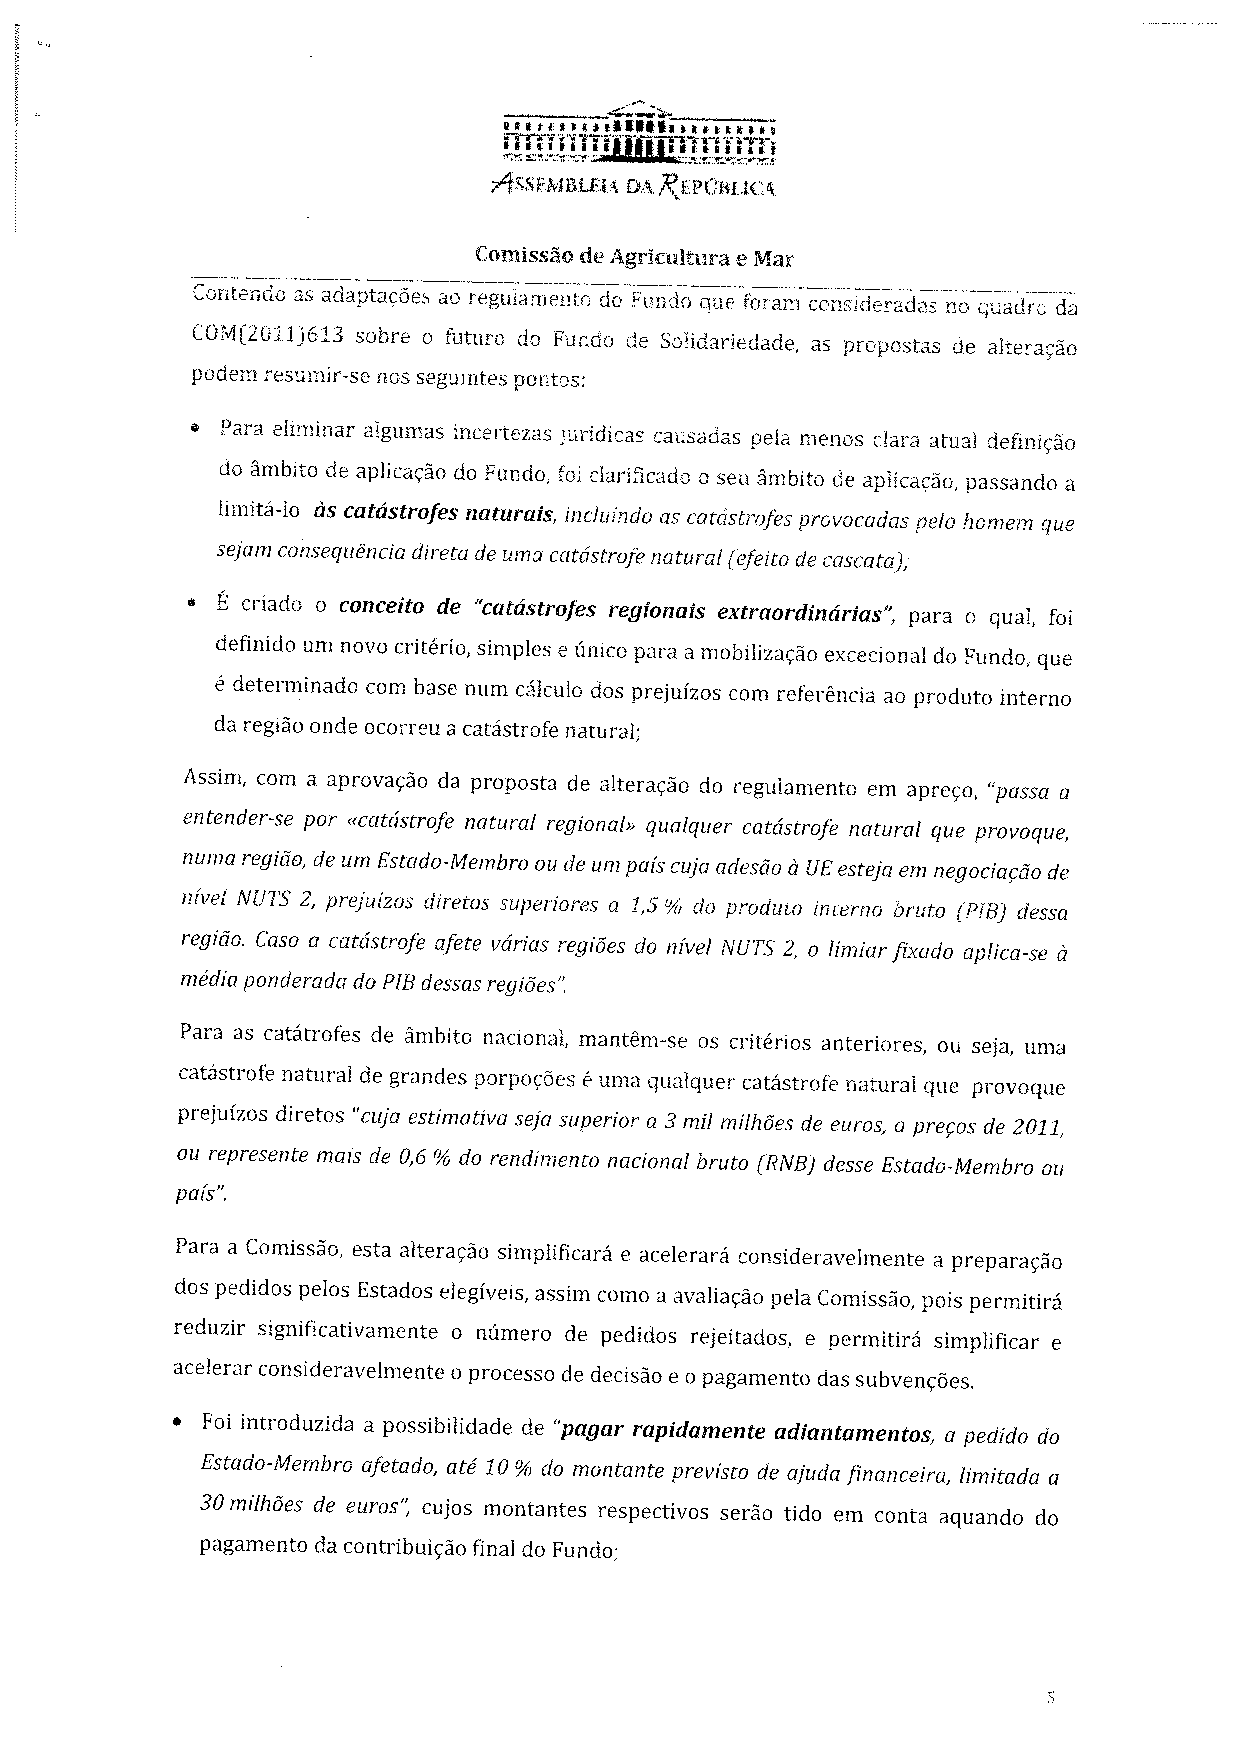 ASSEMBLEIA DA REPÚBLICA
Comissão de Agricultura e Mar
Contendo as adaptações ao regulamento do Fundo que foram consideradas no quadro da
COM(2011)613 sobre o futuro do Fundo de Solidariedade, as propostas de alteração
podem resumir-se nos seguintes pontos:
• Para eliminar algumas incertezas jurídicas causadas pela menos clara atual definição
do âmbito de aplicação do Fundo, foi clarificado o seu âmbito de aplicação, passando a
limitá-lo às catástrofes naturais, incluindo as catástrofes provocadas pelo homem que
sejam consequência direta de uma catástrofe natural (efeito de cascata);
• É criado o conceito de "catástrofes regionais extraordinárias", para o qual, foi
definido um novo critério, simples e único para a mobilização excecional do Fundo, que
é determinado com base num cálculo dos prejuízos com referência ao produto interno
da região onde ocorreu a catástrofe natural;
Assim, com a aprovação da proposta de alteração do regulamento em apreço, "passa a
entender-se por «catástrofe natural regional» qualquer catástrofe natural que provoque,
numa região, de um Estado-Membro ou de um país cuja adesão à UE esteja em negociação de
nível NUTS 2, prejuízos diretos superiores a 1,5 % do produto interno bruto (PIB) dessa
região. Caso a catástrofe afete várias regiões do nível NUTS 2, o limiar fixado aplica-se à
média ponderada do PIB dessas regiões".
Para as catátrofes de âmbito nacional, mantêm-se os critérios anteriores, ou seja, uma
catástrofe natural de grandes porpoções é uma qualquer catástrofe natural que provoque
prejuízos diretos "cuja estimativa seja superior a 3 mil milhões de euros, a preços de 2011,
ou represente mais de 0,6 % do rendimento nacional bruto (RNB) desse Estado-Membro ou
país".
Para a Comissão, esta alteração simplificará e acelerará consideravelmente a preparação
dos pedidos pelos Estados elegíveis, assim como a avaliação pela Comissão, pois permitirá
reduzir significativamente o número de pedidos rejeitados, e permitirá simplificar e
acelerar consideravelmente o processo de decisão e o pagamento das subvenções.
• Foi introduzida a possibilidade de "pagar rapidamente adiantamentos, a pedido do
Estado-Membro afetado, até 10 % do montante previsto de ajuda financeira, limitada a
30 milhões de euros", cujos montantes respectivos serão tido em conta aquando do
pagamento da contribuição final do Fundo;
5